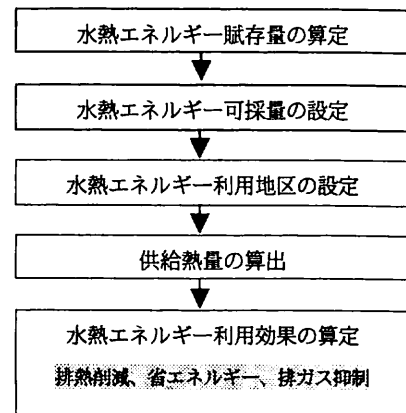 水熱エネルギー賦存量の算定
水熱エネルギー可採量の設定
水熱エネルギー利用地区の設定
供給熱量の算出
水熱エネルギー利用効果の算定
排熱削減、省エネルギー、排ガス抑制